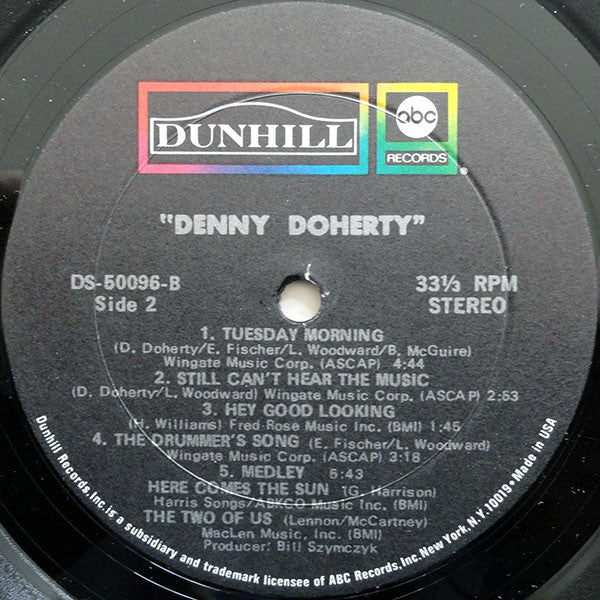 DUNHILL
abc
RECORDS
®
"DENNY DOHERTY"
DS-50096-B
Side 2
33⅓ RPM
STEREO
1. TUESDAY MORNING
(D. Doherty/E. Fischer/L. Woodward/B. McGuire)
Wingate Music Corp. (ASCAP) 4:44
2. STILL CAN'T HEAR THE MUSIC
(D. Doherty/L. Woodward) Wingate Music Corp. (ASCAP) 2:53
3. HEY GOOD LOOKING
(H. Williams) Fred Rose Music Inc. (BMI) 1:45
4. THE DRUMMER'S SONG (E. Fischer/L. Woodward)
Wingate Music Corp. (ASCAP) 3:18
5. MEDLEY 5:43
HERE COMES THE SUN (G. Harrison)
Harris Songs/ABKCO Music Inc. (BMI)
THE TWO OF US (Lennon/McCartney)
MacLen Music, Inc. (BMI)
Producer: Bill Szymczyk
Dunhill Records, Inc. is a subsidiary and trademark licensee of ABC Records, Inc. New York, N.Y. 10019 • Made in USA